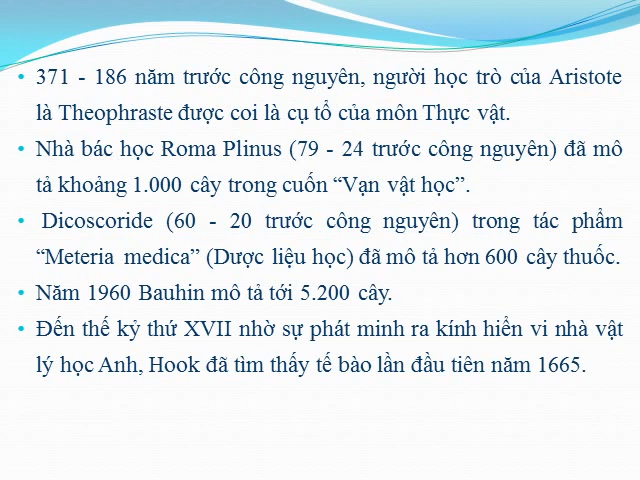 • 371 - 186 năm trước công nguyên, người học trò của Aristote
là Theophraste được coi là cụ tổ của môn Thực vật.
• Nhà bác học Roma Plinus (79 - 24 trước công nguyên) đã mô
tả khoảng 1.000 cây trong cuốn “Vạn vật học”.
• Dicoscoride (60 - 20 trước công nguyên) trong tác phẩm
“Meteria medica” (Dược liệu học) đã mô tả hơn 600 cây thuốc.
• Năm 1960 Bauhin mô tả tới 5.200 cây.
• Đến thế kỷ thứ XVII nhờ sự phát minh ra kính hiển vi nhà vật
lý học Anh, Hook đã tìm thấy tế bào lần đầu tiên năm 1665.